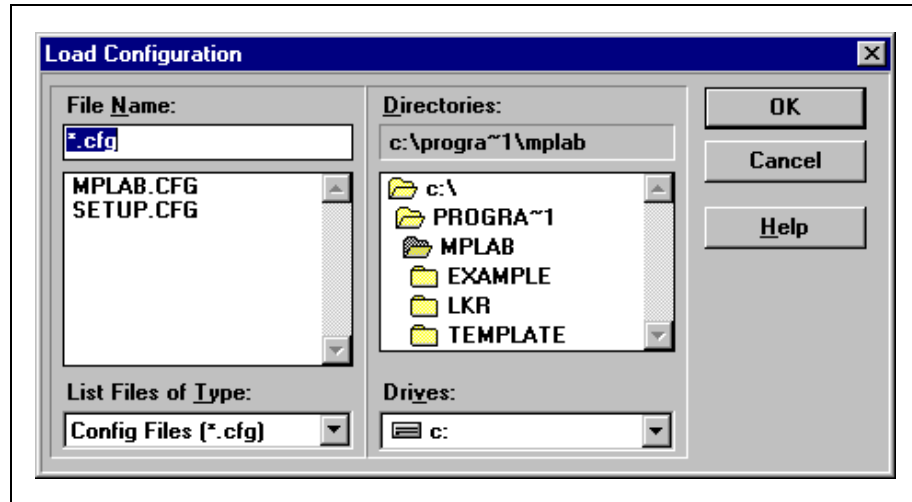 Load Configuration
File Name:
*.cfg
MPLAB.CFG
SETUP.CFG
List Files of Type:
Config Files (*.cfg)
Directories:
c:\progra~1\mplab
c:\
PROGRA~1
MPLAB
EXAMPLE
LKR
TEMPLATE
Drives:
c:
OK
Cancel
Help